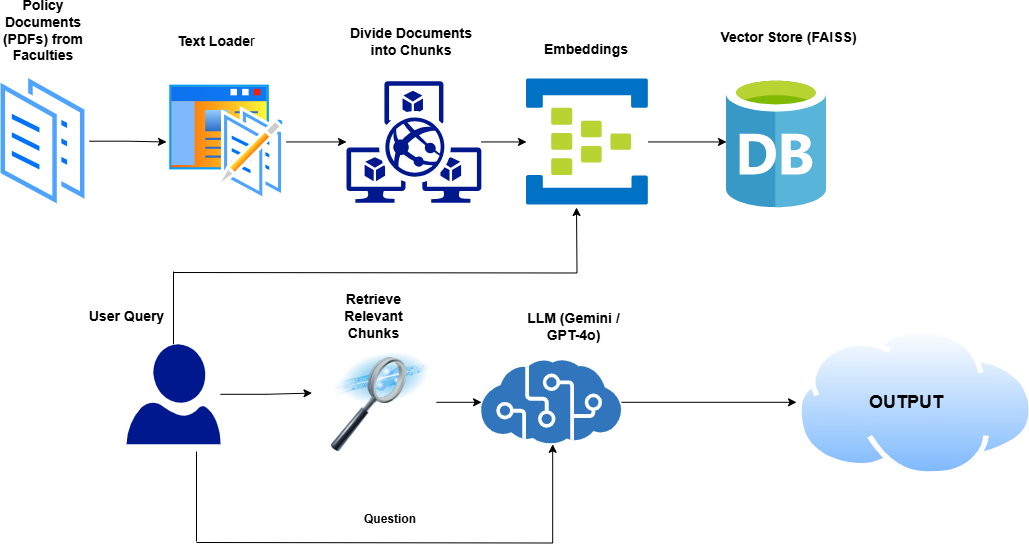 Policy
Documents
(PDFs) from
Faculties
Text Loader
Divide Documents
into Chunks
Embeddings
Vector Store (FAISS)
DB
User Query
Retrieve
Relevant
Chunks
LLM (Gemini /
GPT-4o)
OUTPUT
Question